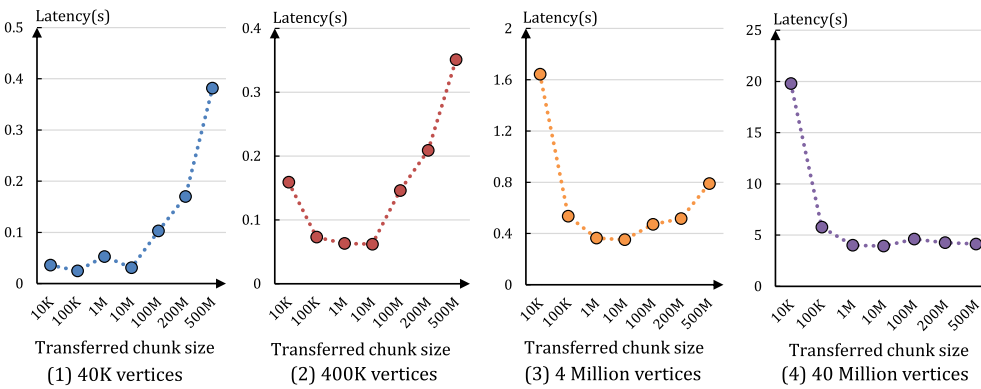 Latency(s)
0.5
0.4
0.3
0.2
0.1
0
10K 100K 1M 10M 100M 200M 500M
Transferred chunk size
(1) 40K vertices
Latency(s)
0.4
0.3
0.2
0.1
0
10K 100K 1M 10M 100M 200M 500M
Transferred chunk size
(2) 400K vertices
Latency(s)
2
1.6
1.2
0.8
0.4
0
10K 100K 1M 10M 100M 200M 500M
Transferred chunk size
(3) 4 Million vertices
Latency(s)
25
20
15
10
5
0
10K 100K 1M 10M 100M 200M 500M
Transferred chunk size
(4) 40 Million vertices